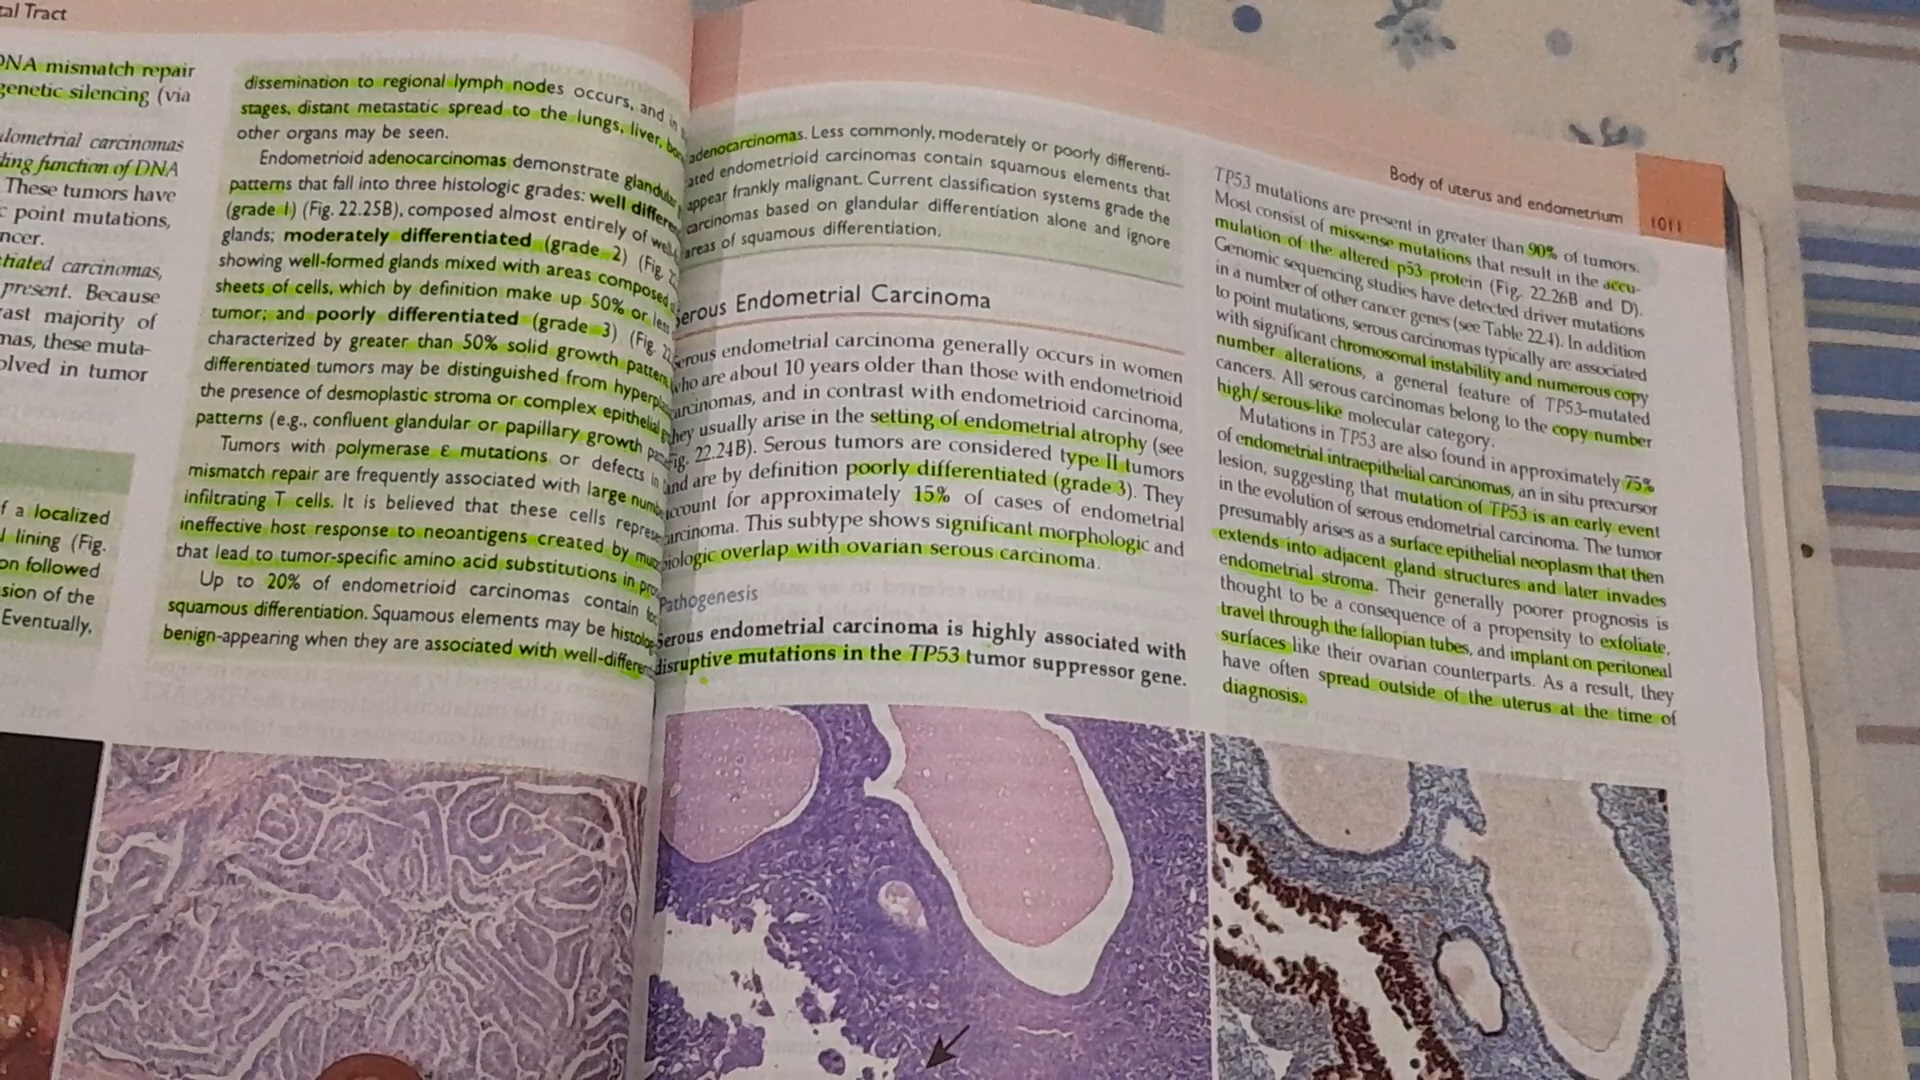 tal Tract
DNA mismatch repair
genetic silencing (via
dometrial carcinomas
ding function of DNA
These tumors have
point mutations,
ncer.
tiated carcinomas,
present. Because
ast majority of
mas, these muta-
olved in tumor
f a localized
l lining (Fig.
on followed
sion of the
Eventually,
dissemination to regional lymph nodes occurs, and in
stages, distant metastatic spread to the lungs, liver,
other organs may be seen.
Endometrioid adenocarcinomas demonstrate glandular
patterns that fall into three histologic grades: well differen
(grade 1) (Fig. 22.25B), composed almost entirely of well-
glands; moderately differentiated (grade 2) (Fig.
showing well-formed glands mixed with areas composed
sheets of cells, which by definition make up 50% or less
tumor; and poorly differentiated (grade 3) (Fig.
characterized by greater than 50% solid growth pattern
differentiated tumors may be distinguished from hyperpl
the presence of desmoplastic stroma or complex epithelial
patterns (e.g., confluent glandular or papillary growth
Tumors with polymerase ε mutations or defects in
mismatch repair are frequently associated with large numbe
infiltrating T cells. It is believed that these cells represe
ineffective host response to neoantigens created by mut
that lead to tumor-specific amino acid substitutions in pro
Up to 20% of endometrioid carcinomas contain
squamous differentiation. Squamous elements may be histolog
benign-appearing when they are associated with well-differen
adenocarcinomas. Less commonly, moderately or poorly differenti-
ated endometrioid carcinomas contain squamous elements that
appear frankly malignant. Current classification systems grade the
carcinomas based on glandular differentiation alone and ignore
areas of squamous differentiation.
Serous Endometrial Carcinoma
Serous endometrial carcinoma generally occurs in women
who are about 10 years older than those with endometrioid
carcinomas, and in contrast with endometrioid carcinoma,
they usually arise in the setting of endometrial atrophy (see
Fig. 22.24B). Serous tumors are considered type II tumors
and are by definition poorly differentiated (grade 3). They
account for approximately 15% of cases of endometrial
carcinoma. This subtype shows significant morphologic and
biologic overlap with ovarian serous carcinoma.
Pathogenesis
Serous endometrial carcinoma is highly associated with
disruptive mutations in the TP53 tumor suppressor gene.
Body of uterus and endometrium 1011
TP53 mutations are present in greater than 90% of tumors.
Most consist of missense mutations that result in the accu-
mulation of the altered p53 protein (Fig. 22.26B and D).
Genomic sequencing studies have detected driver mutations
in a number of other cancer genes (see Table 22.4). In addition
to point mutations, serous carcinomas typically are associated
with significant chromosomal instability and numerous copy
number alterations, a general feature of TP53-mutated
cancers. All serous carcinomas belong to the copy number
high/serous-like molecular category.
Mutations in TP53 are also found in approximately 75%
of endometrial intraepithelial carcinomas, an in situ precursor
lesion, suggesting that mutation of TP53 is an early event
in the evolution of serous endometrial carcinoma. The tumor
presumably arises as a surface epithelial neoplasm that then
extends into adjacent gland structures and later invades
endometrial stroma. Their generally poorer prognosis is
thought to be a consequence of a propensity to exfoliate,
travel through the fallopian tubes, and implant on peritoneal
surfaces like their ovarian counterparts. As a result, they
have often spread outside of the uterus at the time of
diagnosis.